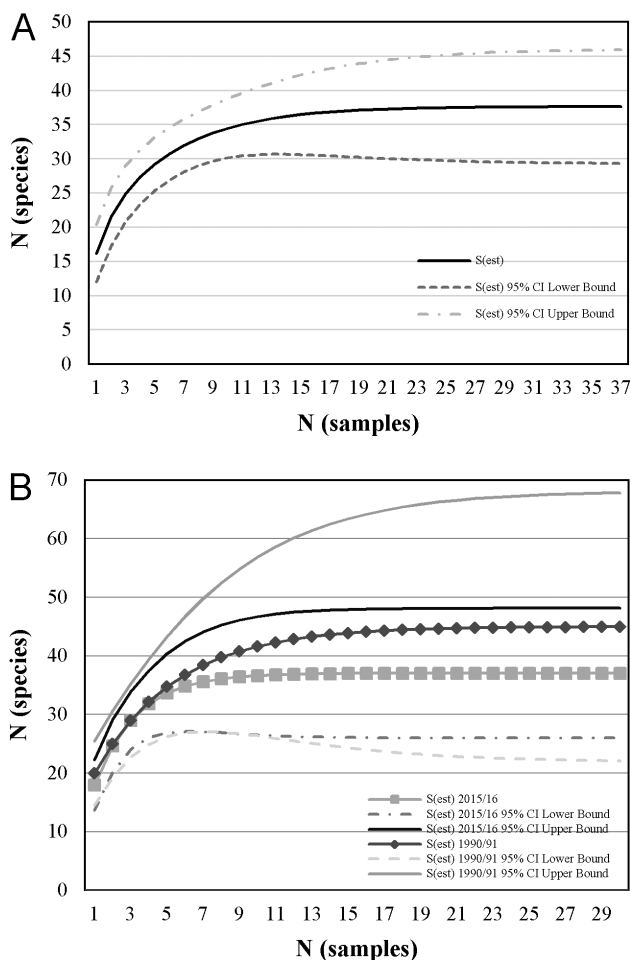 A
50
45
40
35
30
25
20
15
10
5
0
N (species)
S(est)
S(est) 95% CI Lower Bound
S(est) 95% CI Upper Bound
1 3 5 7 9 11 13 15 17 19 21 23 25 27 29 31 33 35 37
N (samples)
B
70
60
50
40
30
20
10
0
N (species)
S(est) 2015/16
S(est) 2015/16 95% CI Lower Bound
S(est) 2015/16 95% CI Upper Bound
S(est) 1990/91
S(est) 1990/91 95% CI Lower Bound
S(est) 1990/91 95% CI Upper Bound
1 3 5 7 9 11 13 15 17 19 21 23 25 27 29
N (samples)